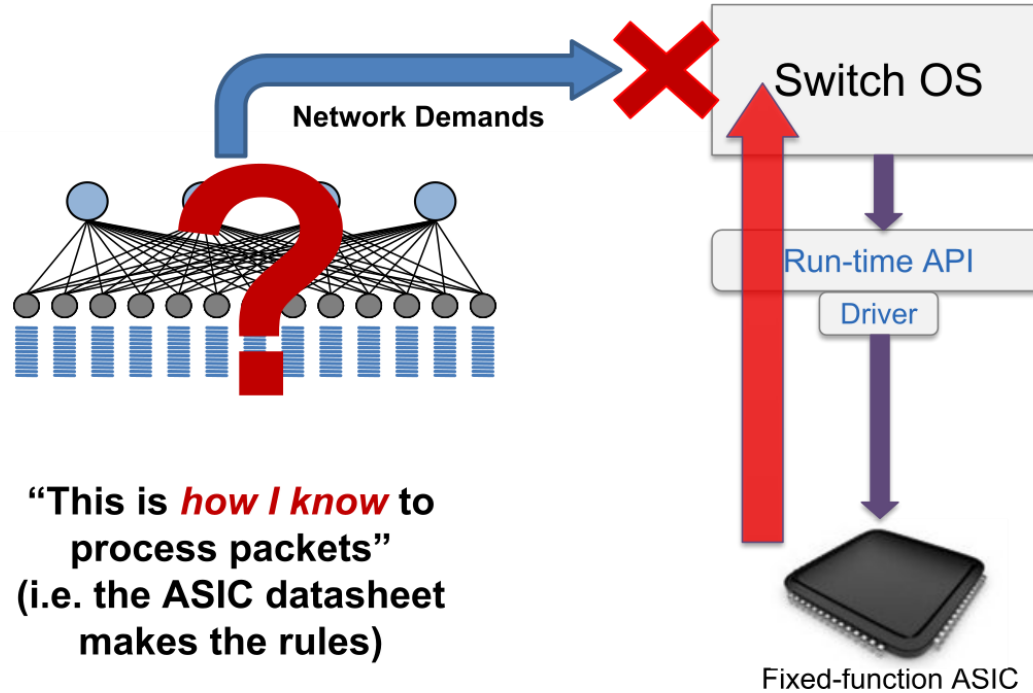 Switch OS
Network Demands
Run-time API
Driver
“This is how I know to
process packets”
(i.e. the ASIC datasheet
makes the rules)
Fixed-function ASIC